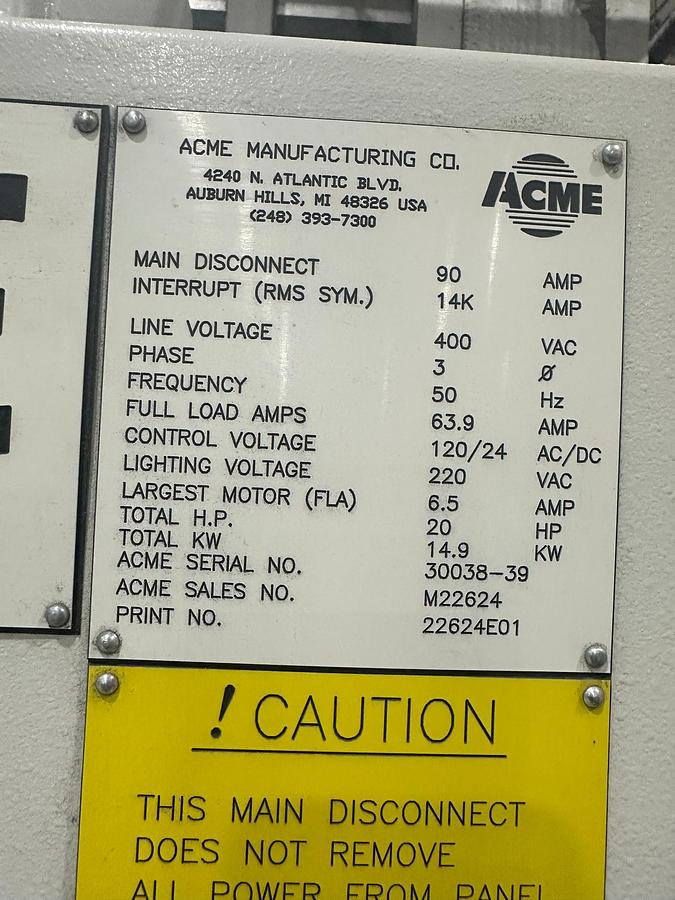 ACME MANUFACTURING CO.
4240 N. ATLANTIC BLVD.
AUBURN HILLS, MI 48326 USA
(248) 393-7300
ACME
MAIN DISCONNECT 90 AMP
INTERRUPT (RMS SYM.) 14K AMP
LINE VOLTAGE 400 VAC
PHASE 3 Ø
FREQUENCY 50 Hz
FULL LOAD AMPS 63.9 AMP
CONTROL VOLTAGE 120/24 AC/DC
LIGHTING VOLTAGE 220 VAC
LARGEST MOTOR (FLA) 6.5 AMP
TOTAL H.P. 20 HP
TOTAL KW 14.9 KW
ACME SERIAL NO. 30038-39
ACME SALES NO. M22624
PRINT NO. 22624E01
! CAUTION
THIS MAIN DISCONNECT
DOES NOT REMOVE
ALL POWER FROM PANEL